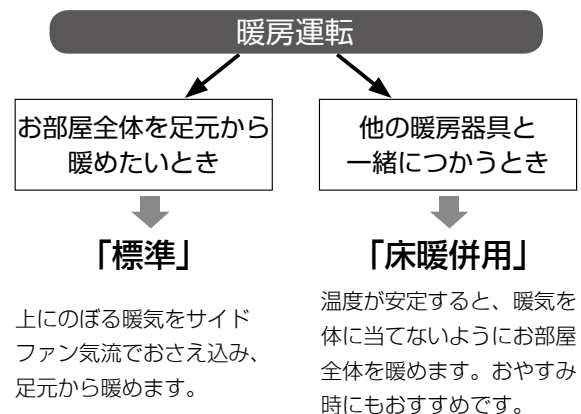 暖房運転
お部屋全体を足元から
暖めたいとき
「標準」
上にのぼる暖気をサイド
ファン気流でおさえ込み、
足元から暖めます。
他の暖房器具と
一緒につかうとき
「床暖併用」
温度が安定すると、暖気を
体に当てないようにお部屋
全体を暖めます。おやすみ
時にもおすすめです。